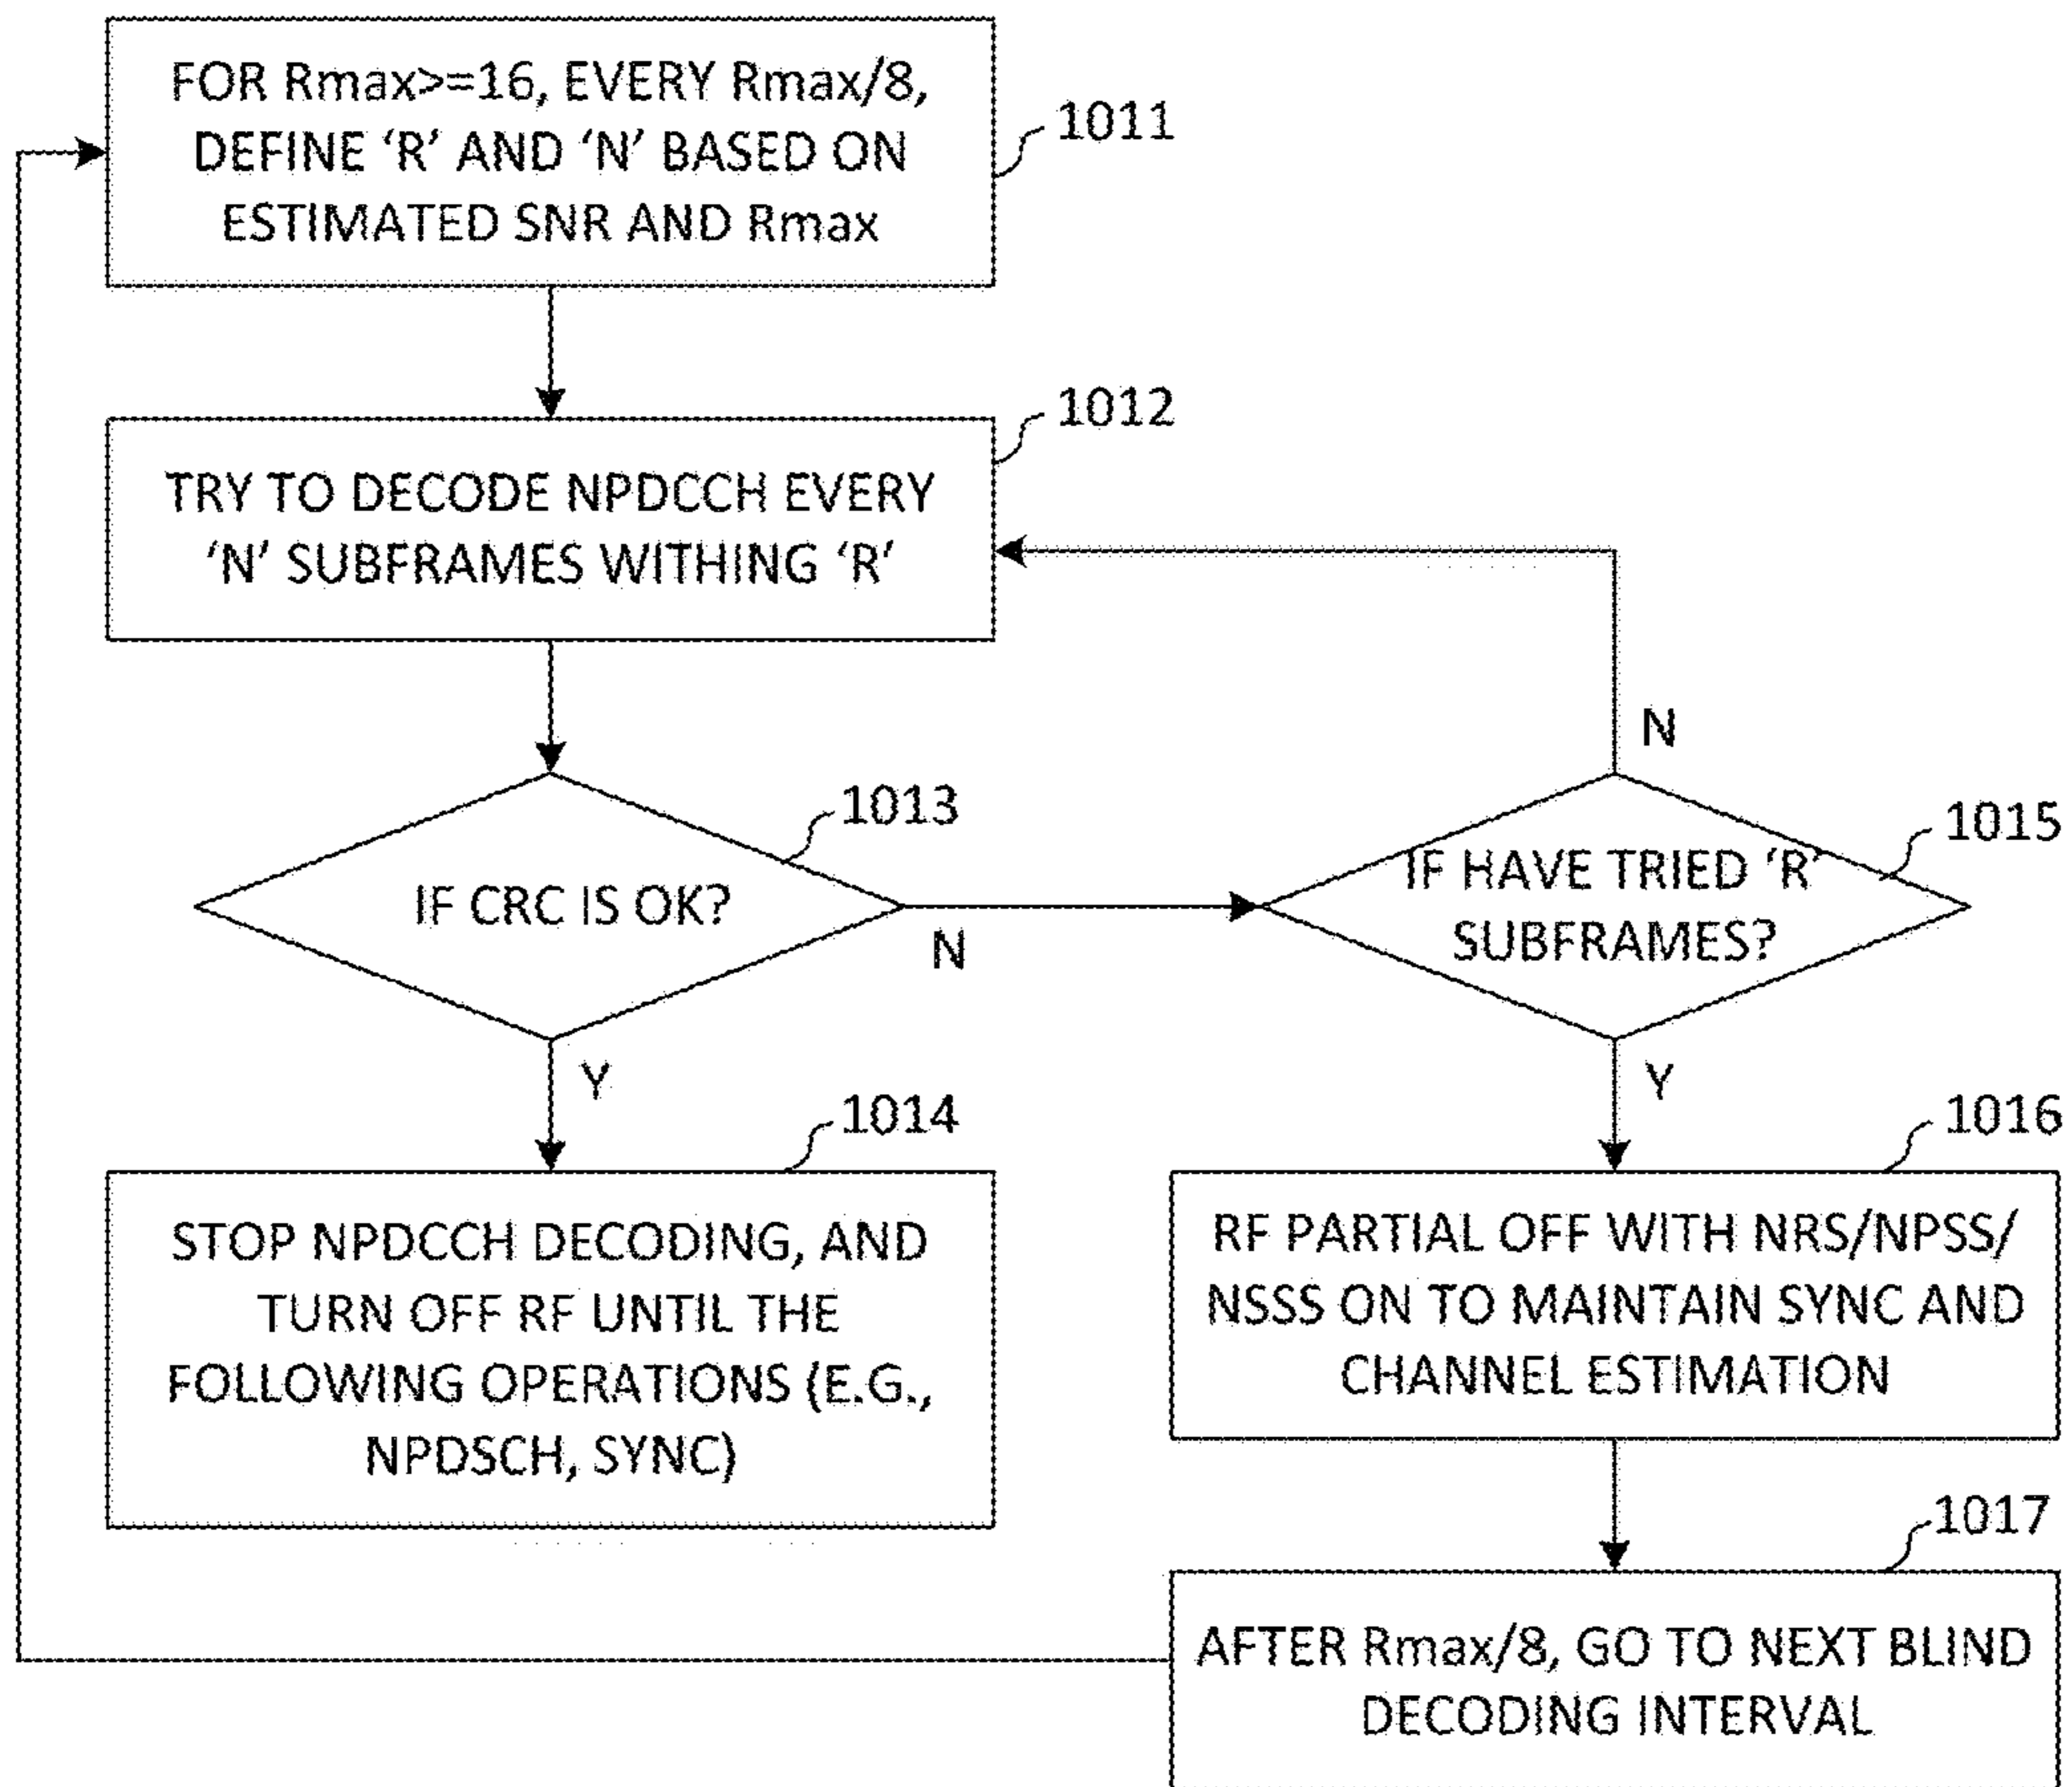 FOR Rmax>=16, EVERY Rmax/8,
DEFINE ‘R’ AND ‘N’ BASED ON
ESTIMATED SNR AND Rmax
1011
1012
TRY TO DECODE NPDCCH EVERY
‘N’ SUBFRAMES WITHING ‘R’
1013
IF CRC IS OK?
N
Y
N
1015
IF HAVE TRIED ‘R’
SUBFRAMES?
Y
1014
STOP NPDCCH DECODING, AND
TURN OFF RF UNTIL THE
FOLLOWING OPERATIONS (E.G.,
NPDSCH, SYNC)
1016
RF PARTIAL OFF WITH NRS/NPSS/
NSSS ON TO MAINTAIN SYNC AND
CHANNEL ESTIMATION
1017
AFTER Rmax/8, GO TO NEXT BLIND
DECODING INTERVAL